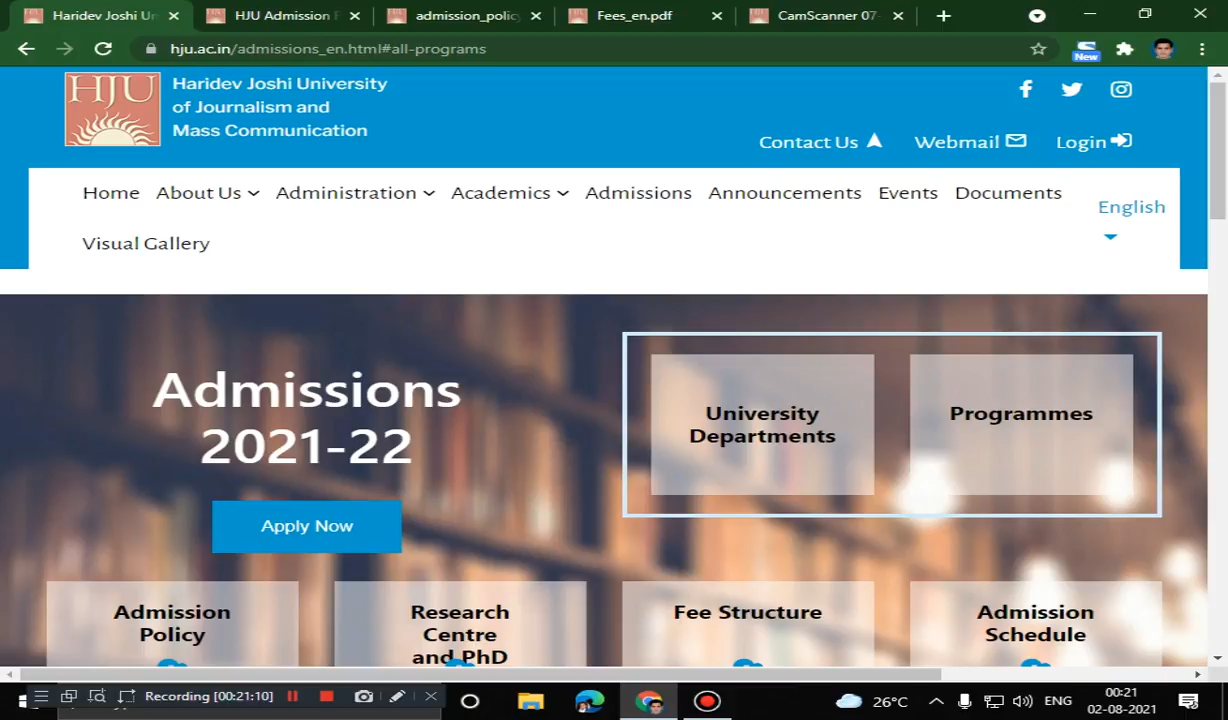 Haridev Joshi Un
HJU Admission P
admission_policy
Fees_en.pdf
CamScanner 07-
hju.ac.in/admissions_en.html#all-programs
New
HJU
Haridev Joshi University
of Journalism and
Mass Communication
Contact Us
Webmail
Login
Home
About Us
Administration
Academics
Admissions
Announcements
Events
Documents
English
Visual Gallery
Admissions
2021-22
Apply Now
University
Departments
Programmes
Admission
Policy
Research
Centre
and PhD
Fee Structure
Admission
Schedule
Recording [00:21:10]
26°C
ENG
00:21
02-08-2021